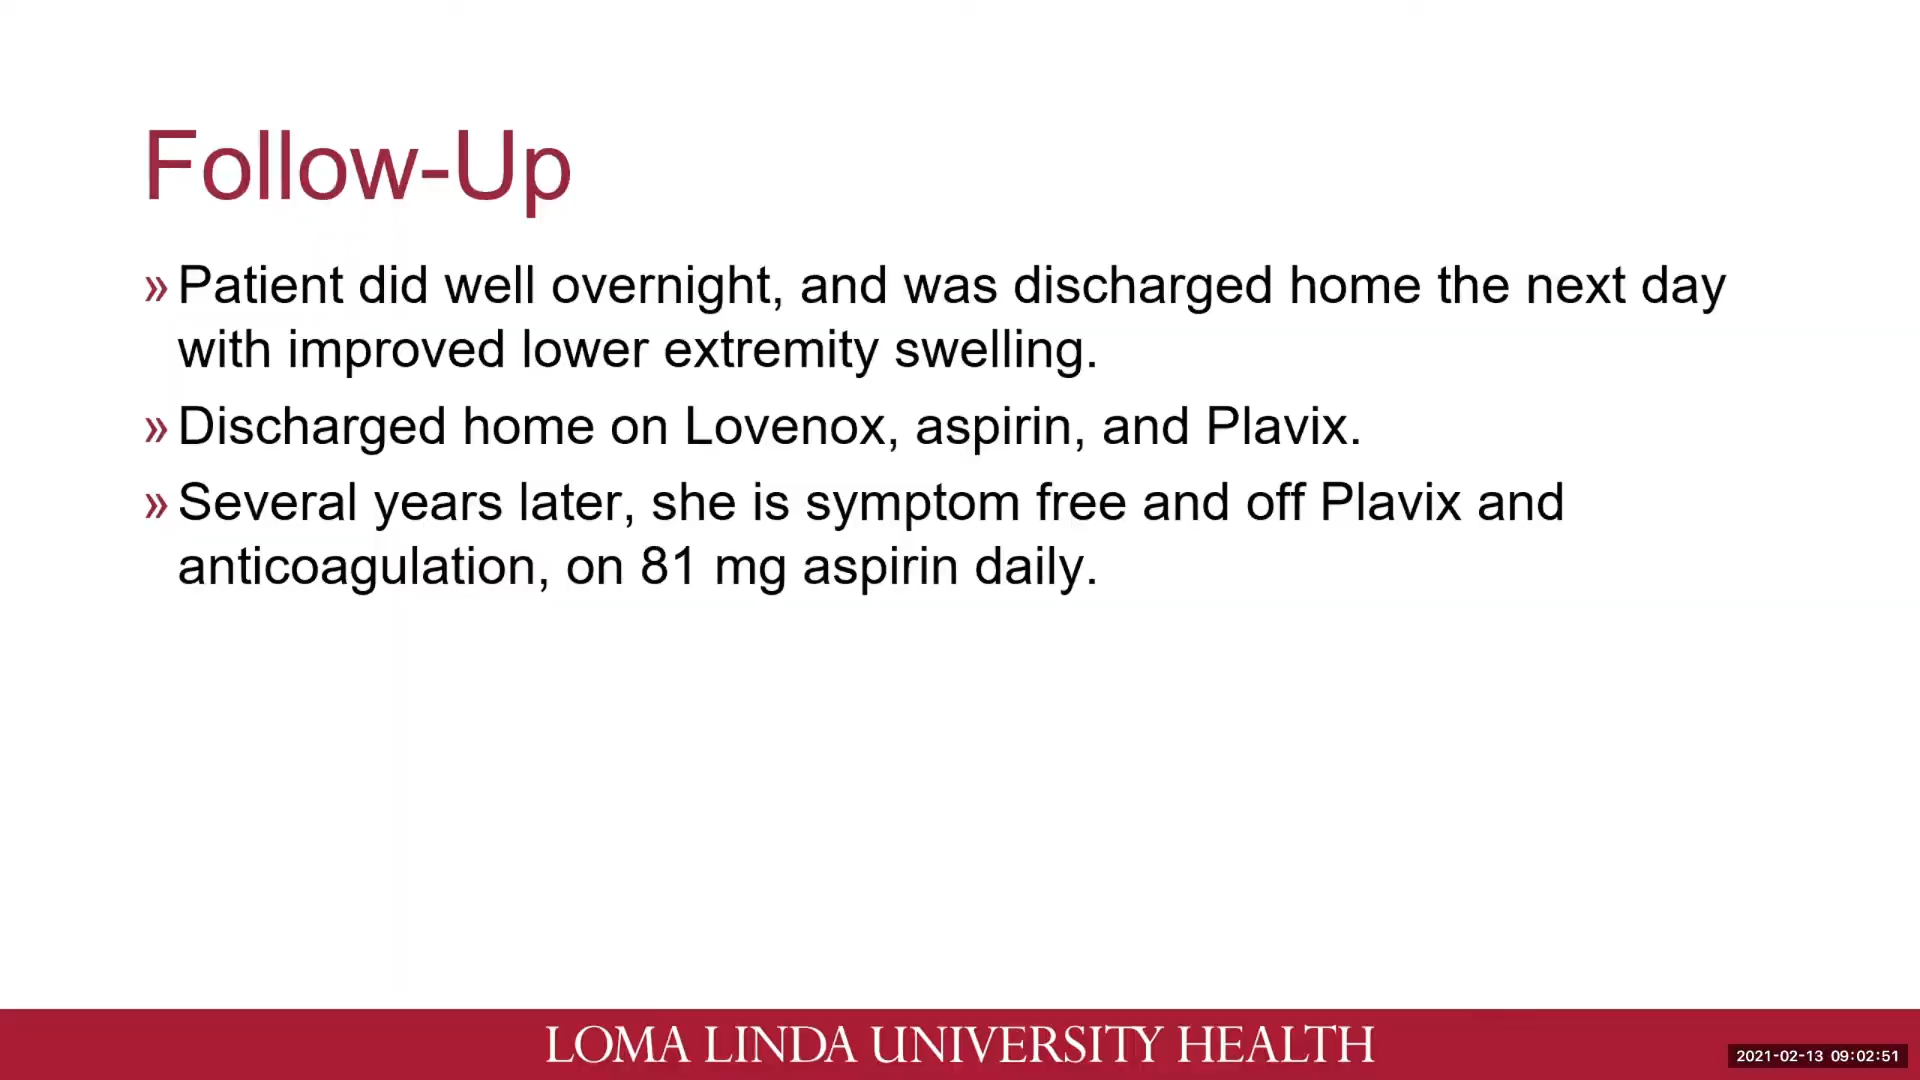 Follow-Up
» Patient did well overnight, and was discharged home the next day
with improved lower extremity swelling.
» Discharged home on Lovenox, aspirin, and Plavix.
» Several years later, she is symptom free and off Plavix and
anticoagulation, on 81 mg aspirin daily.
LOMA LINDA UNIVERSITY HEALTH
2021-02-13 09:02:51